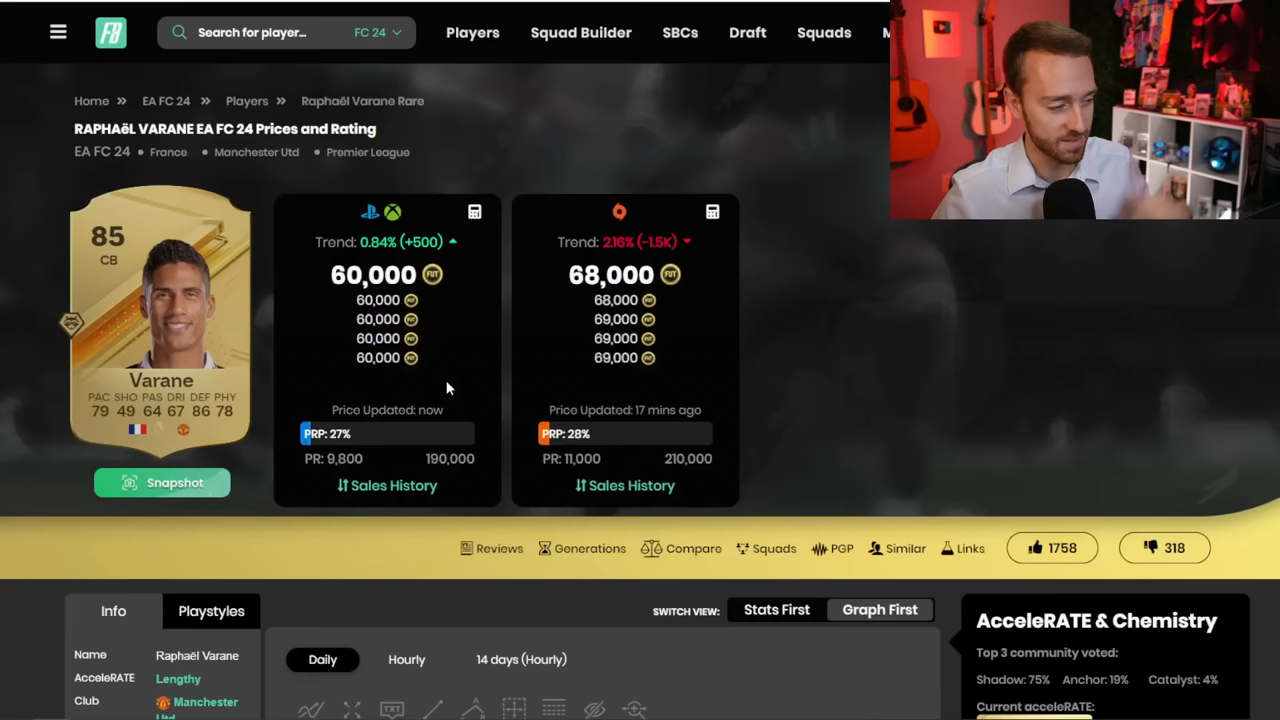 FB
Search for player...
FC 24
Players
Squad Builder
SBCs
Draft
Squads
Home » EA FC 24 » Players » Raphaël Varane Rare
RAPHAëL VARANE EA FC 24 Prices and Rating
EA FC 24 • France • Manchester Utd • Premier League
85
CB
Varane
PAC SHO PAS DRI DEF PHY
79 49 64 67 86 78
Snapshot
Trend: 0.84% (+500)
60,000 FUT
60,000
60,000
60,000
60,000
Price Updated: now
PRP: 27%
PR: 9,800 190,000
Sales History
Trend: 2.16% (-1.5K)
68,000 FUT
68,000
69,000
69,000
69,000
Price Updated: 17 mins ago
PRP: 28%
PR: 11,000 210,000
Sales History
Reviews
Generations
Compare
Squads
PGP
Similar
Links
1758
318
Info
Playstyles
Name Raphaël Varane
AcceleRATE Lengthy
Club Manchester
SWITCH VIEW:
Stats First
Graph First
Daily
Hourly
14 days (Hourly)
TXT
AcceleRATE & Chemistry
Top 3 community voted:
Shadow: 75% Anchor: 19% Catalyst: 4%
Current acceleRATE: